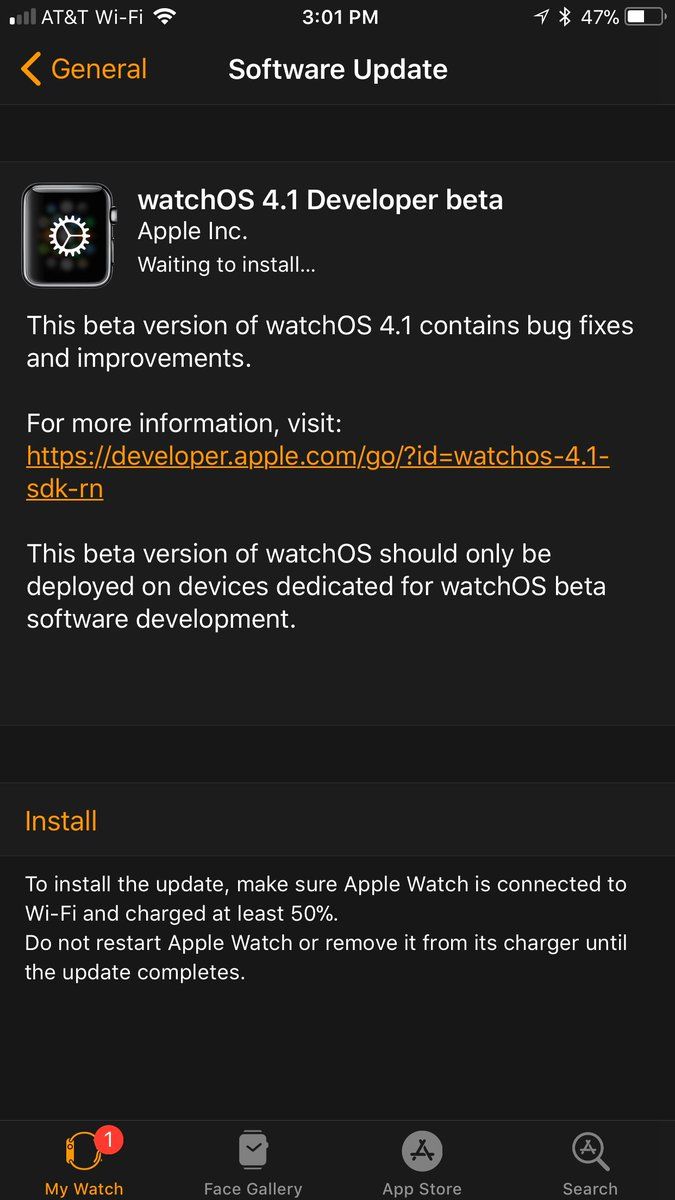 AT&T Wi-Fi 3:01 PM 47%
General Software Update
watchOS 4.1 Developer beta
Apple Inc.
Waiting to install...
This beta version of watchOS 4.1 contains bug fixes
and improvements.
For more information, visit:
https://developer.apple.com/go/?id=watchos-4.1-
sdk-rn
This beta version of watchOS should only be
deployed on devices dedicated for watchOS beta
software development.
Install
To install the update, make sure Apple Watch is connected to
Wi-Fi and charged at least 50%.
Do not restart Apple Watch or remove it from its charger until
the update completes.
1
My Watch Face Gallery App Store Search